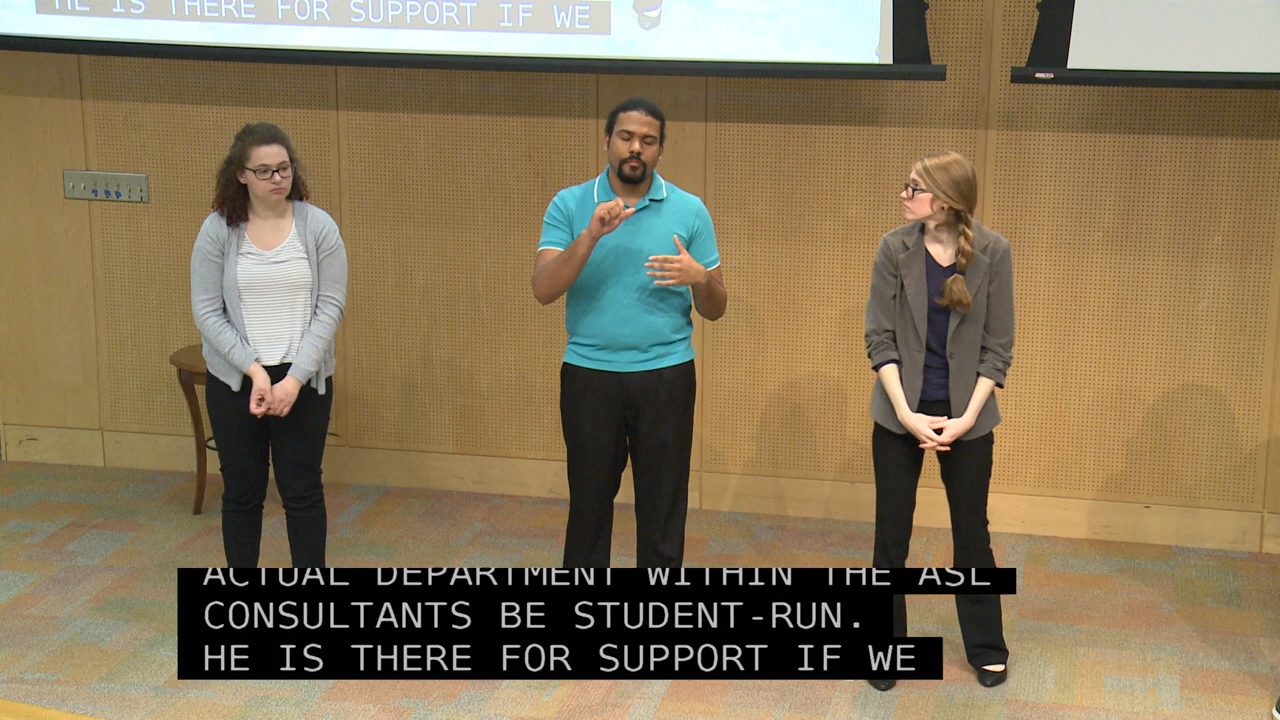 HE IS THERE FOR SUPPORT IF WE
ACTUAL DEPARTMENT WITHIN THE ASL
CONSULTANTS BE STUDENT-RUN.
HE IS THERE FOR SUPPORT IF WE